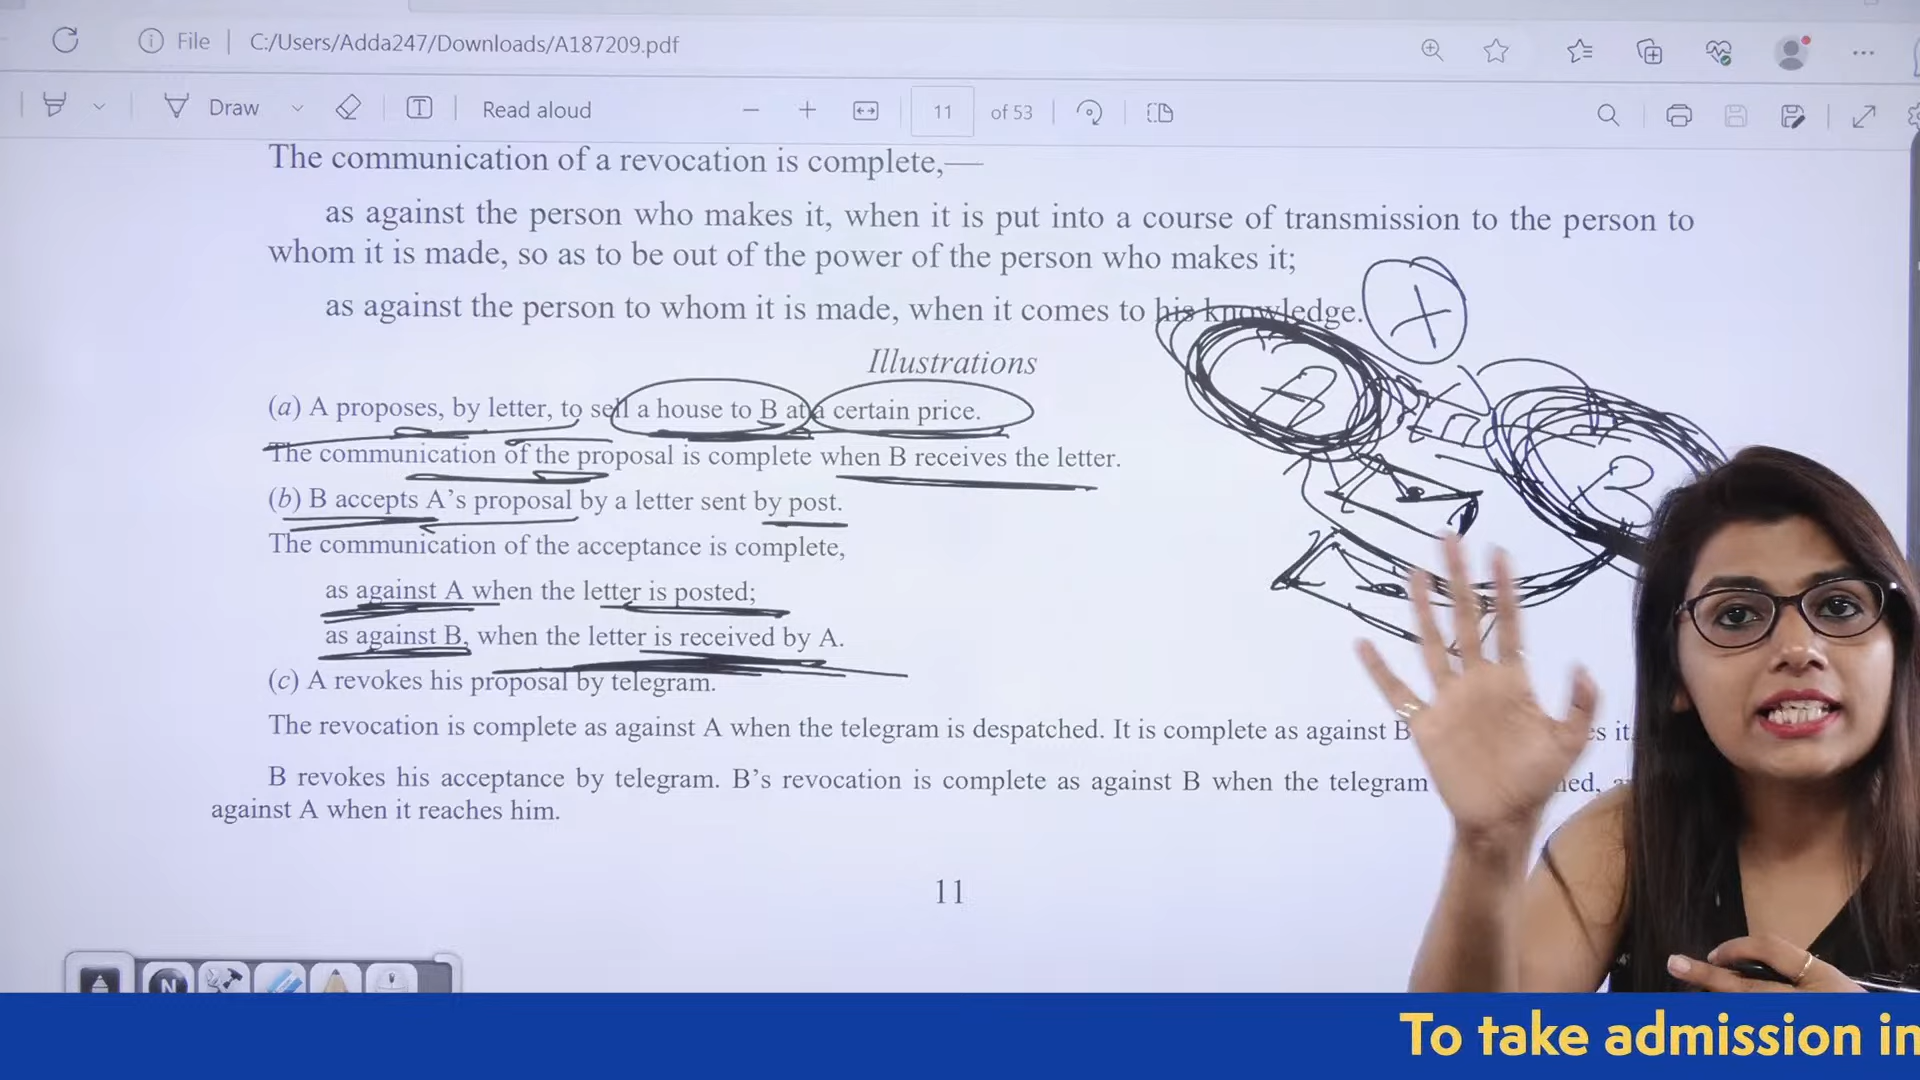 File | C:/Users/Adda247/Downloads/A187209.pdf
Draw T Read aloud 11 of 53
The communication of a revocation is complete,—
as against the person who makes it, when it is put into a course of transmission to the person to
whom it is made, so as to be out of the power of the person who makes it;
as against the person to whom it is made, when it comes to his knowledge.
Illustrations
(a) A proposes, by letter, to sell a house to B at a certain price.
A
The communication of the proposal is complete when B receives the letter.
B
(b) B accepts A’s proposal by a letter sent by post.
The communication of the acceptance is complete,
as against A when the letter is posted;
as against B, when the letter is received by A.
(c) A revokes his proposal by telegram.
The revocation is complete as against A when the telegram is despatched. It is complete as against B it.
B revokes his acceptance by telegram. B’s revocation is complete as against B when the telegram
against A when it reaches him.
11
N
To take admission in